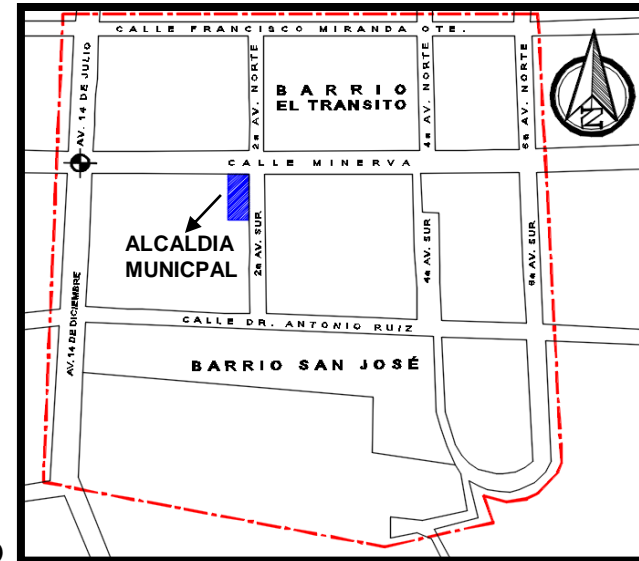 CALLE FRANCISCO MIRANDA OTE.
AV. 14 DE JULIO
2a AV. NORTE
4a AV. NORTE
6a AV. NORTE
BARRIO
EL TRANSITO
N
CALLE MINERVA
ALCALDIA
MUNICPAL
2a AV. SUR
4a AV. SUR
6a AV. SUR
AV. 14 DE DICIEMBRE
CALLE DR. ANTONIO RUIZ
BARRIO SAN JOSÉ